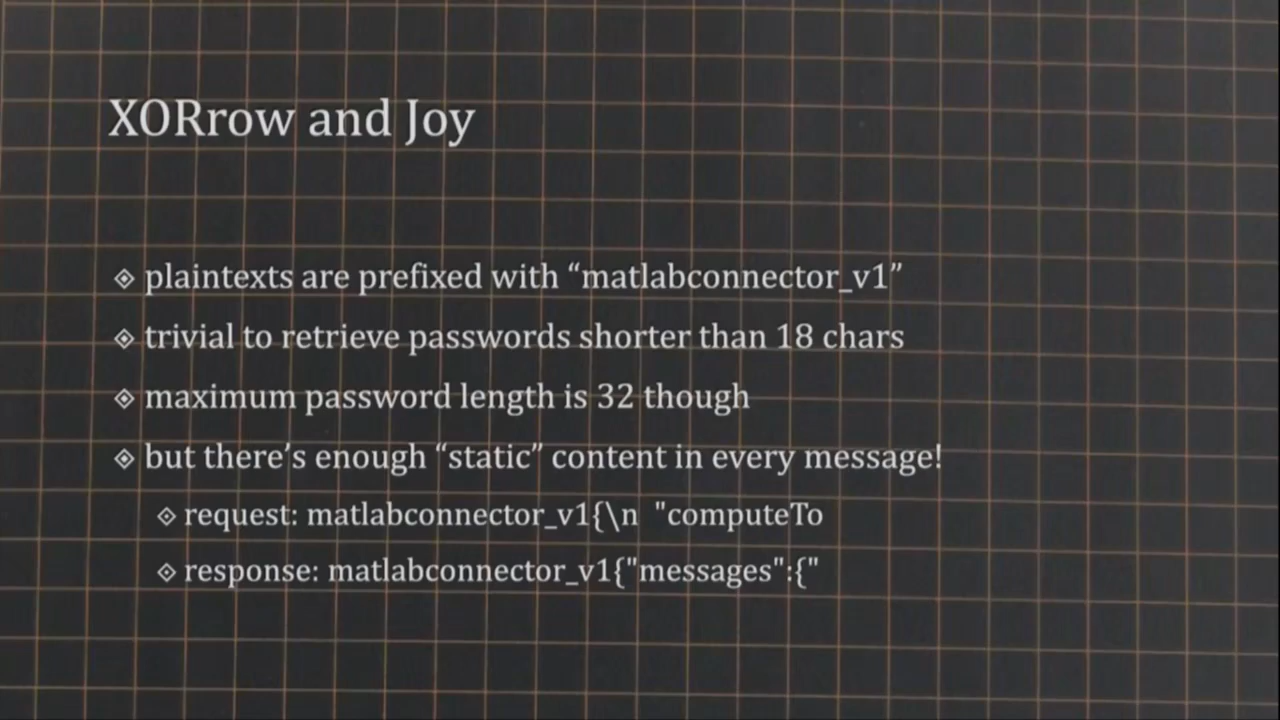 XORrow and Joy
plaintexts are prefixed with “matlabconnector_v1”
trivial to retrieve passwords shorter than 18 chars
maximum password length is 32 though
but there’s enough “static” content in every message!
request: matlabconnector_v1{\n  "computeTo
response: matlabconnector_v1{"messages":{"